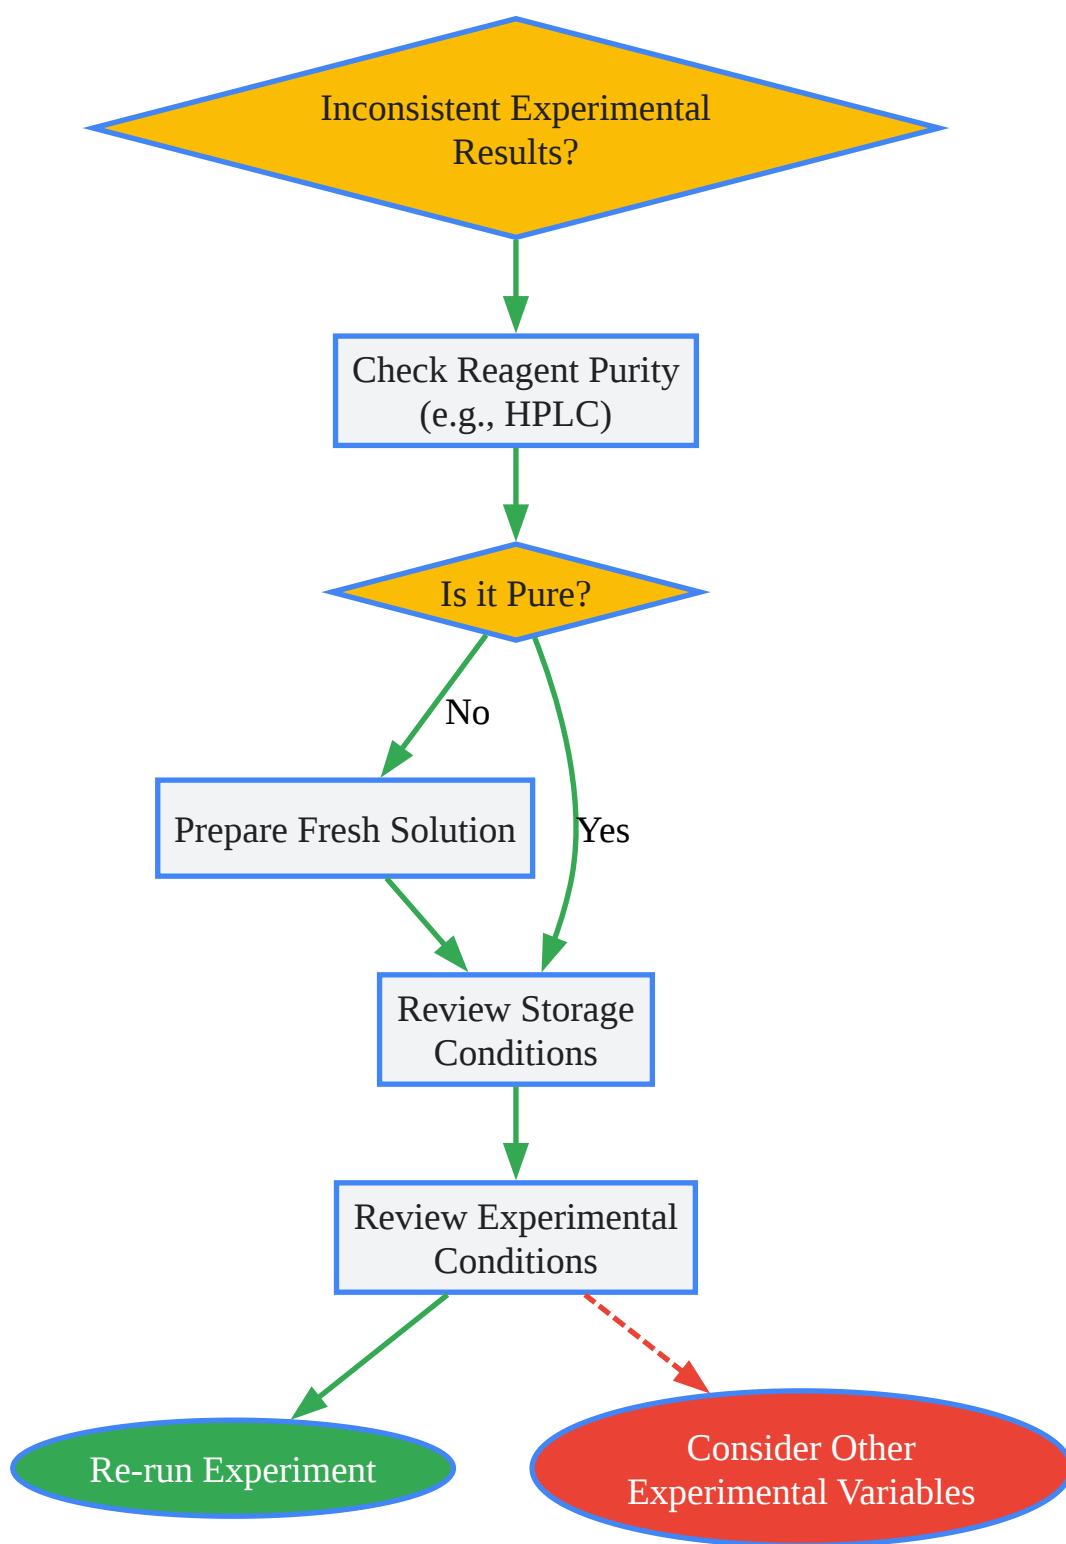 Inconsistent Experimental
Results?
Check Reagent Purity
(e.g., HPLC)
Is it Pure?
No
Prepare Fresh Solution
Yes
Review Storage
Conditions
Review Experimental
Conditions
Re-run Experiment
Consider Other
Experimental Variables